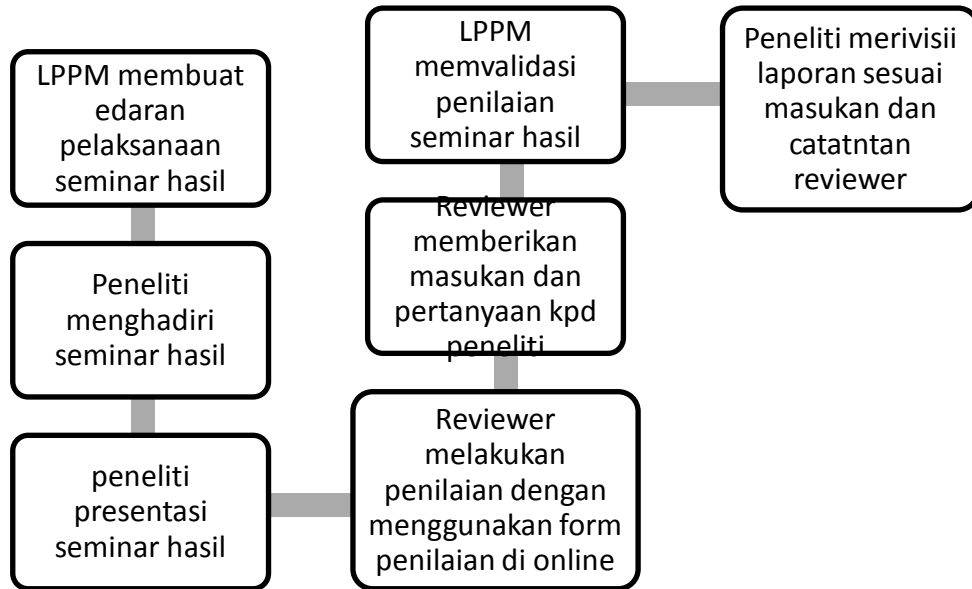 LPPM membuat
edaran
pelaksanaan
seminar hasil
Peneliti
menghadiri
seminar hasil
peneliti
presentasi
seminar hasil
Reviewer
melakukan
penilaian dengan
menggunakan form
penilaian di online
Reviewer
memberikan
masukan dan
pertanyaan kpd
peneliti
LPPM
memvalidasi
penilaian
seminar hasil
Peneliti merivisii
laporan sesuai
masukan dan
catatntan
reviewer